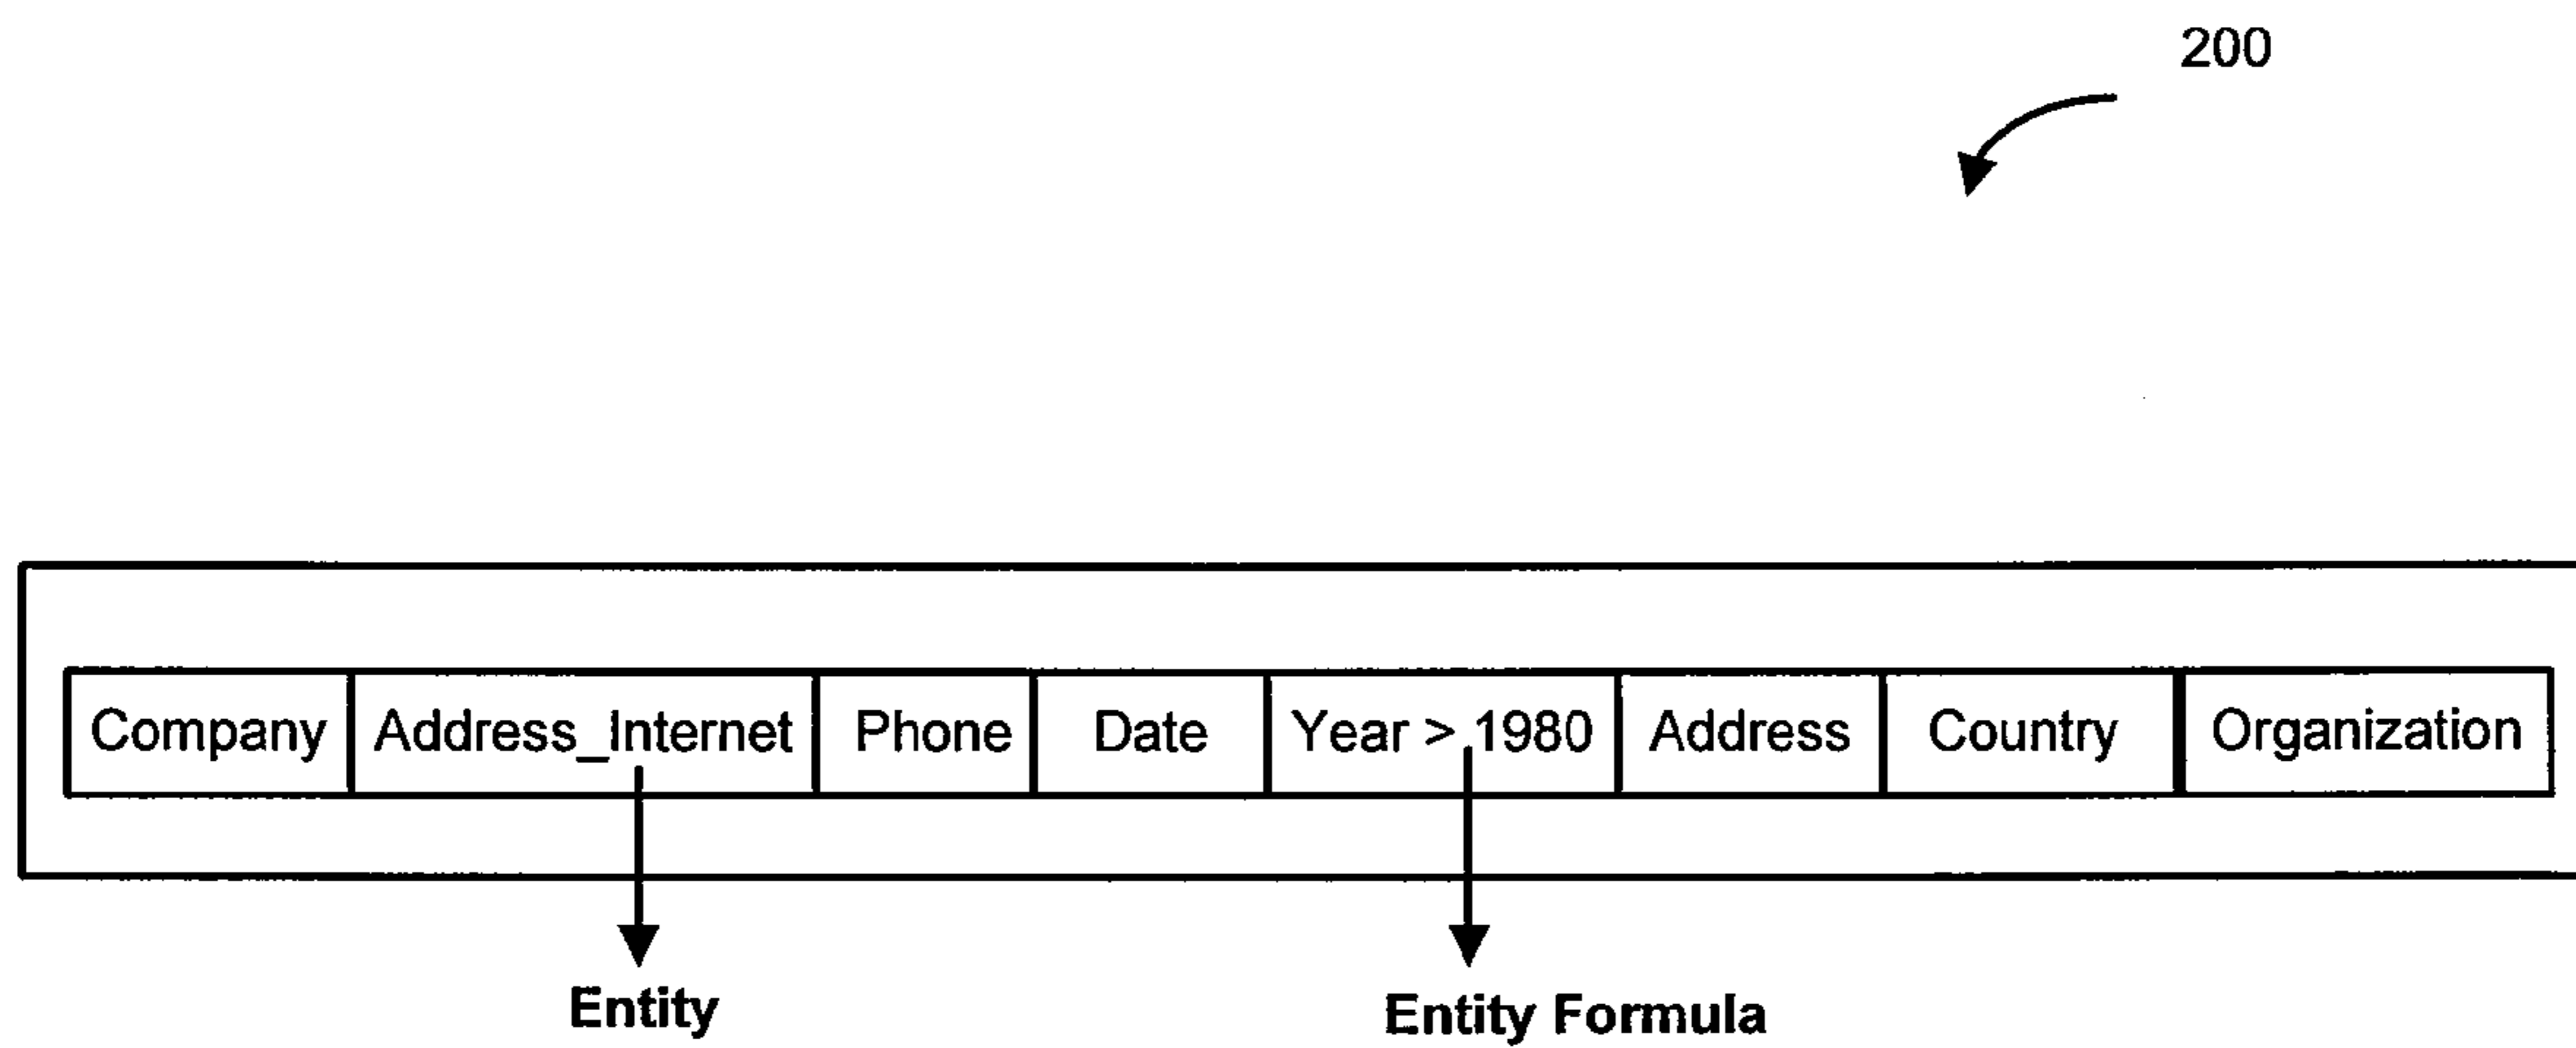 200
Company Address_Internet Phone Date Year > 1980 Address Country Organization
Entity Entity Formula